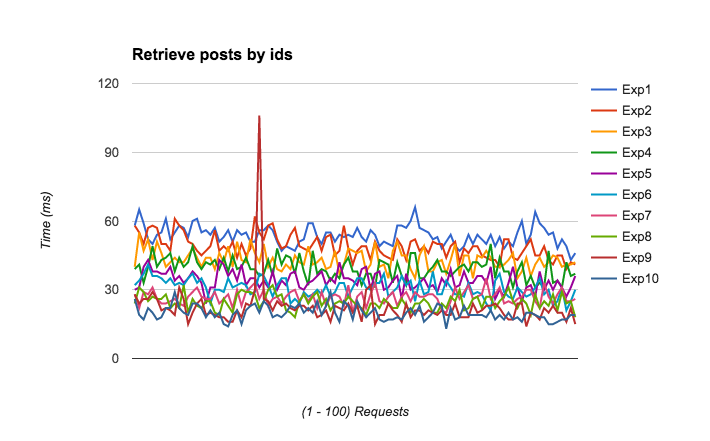 Retrieve posts by ids
120
90
60
30
0
Time (ms)
(1 - 100) Requests
Exp1
Exp2
Exp3
Exp4
Exp5
Exp6
Exp7
Exp8
Exp9
Exp10